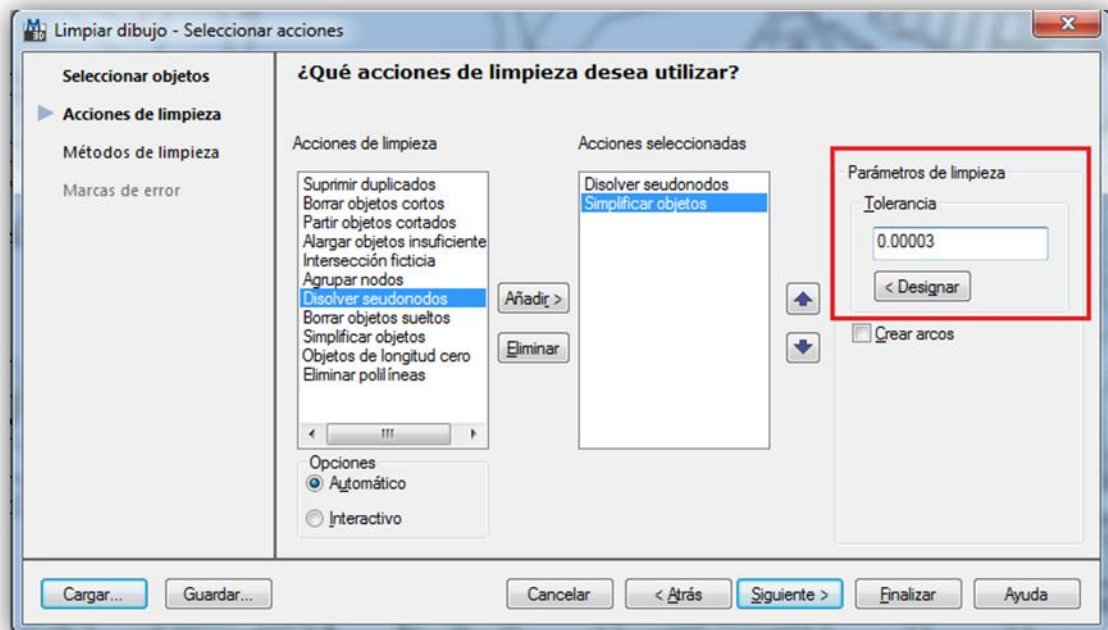 Limpiar dibujo - Seleccionar acciones
Seleccionar objetos
Acciones de limpieza
Métodos de limpieza
Marcas de error
¿Qué acciones de limpieza desea utilizar?
Acciones de limpieza
Suprimir duplicados
Borrar objetos cortos
Partir objetos cortados
Alargar objetos insuficiente
Intersección ficticia
Agrupar nodos
Disolver seudonodos
Borrar objetos sueltos
Simplificar objetos
Objetos de longitud cero
Eliminar polilíneas
Opciones
Automático
Interactivo
Añadir >
Eliminar
Acciones seleccionadas
Disolver seudonodos
Simplificar objetos
Parámetros de limpieza
Tolerancia
0.00003
< Designar
Crear arcos
Cargar...
Guardar...
Cancelar
< Atrás
Siguiente >
Finalizar
Ayuda